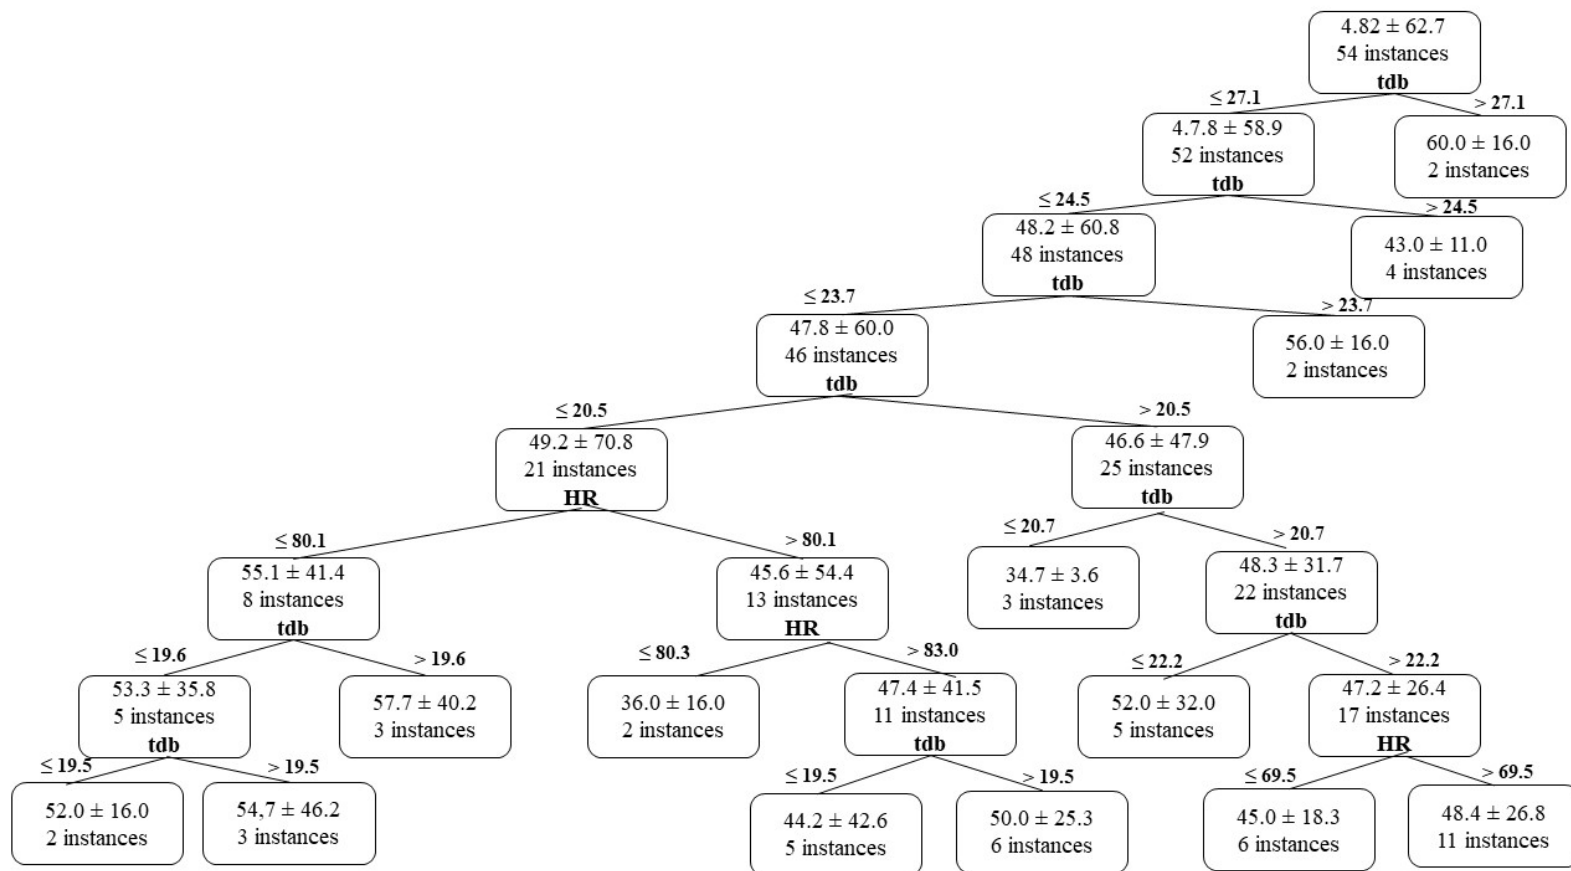 4.82 ± 62.7
54 instances
tdb
≤ 27.1
> 27.1
4.7.8 ± 58.9
52 instances
tdb
60.0 ± 16.0
2 instances
≤ 24.5
> 24.5
48.2 ± 60.8
48 instances
tdb
43.0 ± 11.0
4 instances
≤ 23.7
> 23.7
47.8 ± 60.0
46 instances
tdb
56.0 ± 16.0
2 instances
≤ 20.5
> 20.5
49.2 ± 70.8
21 instances
HR
46.6 ± 47.9
25 instances
tdb
≤ 80.1
> 80.1
≤ 20.7
> 20.7
55.1 ± 41.4
8 instances
tdb
45.6 ± 54.4
13 instances
HR
34.7 ± 3.6
3 instances
48.3 ± 31.7
22 instances
tdb
≤ 19.6
> 19.6
≤ 80.3
> 83.0
≤ 22.2
> 22.2
53.3 ± 35.8
5 instances
tdb
57.7 ± 40.2
3 instances
36.0 ± 16.0
2 instances
47.4 ± 41.5
11 instances
tdb
52.0 ± 32.0
5 instances
47.2 ± 26.4
17 instances
HR
≤ 19.5
> 19.5
≤ 19.5
> 19.5
≤ 69.5
> 69.5
52.0 ± 16.0
2 instances
54,7 ± 46.2
3 instances
44.2 ± 42.6
5 instances
50.0 ± 25.3
6 instances
45.0 ± 18.3
6 instances
48.4 ± 26.8
11 instances